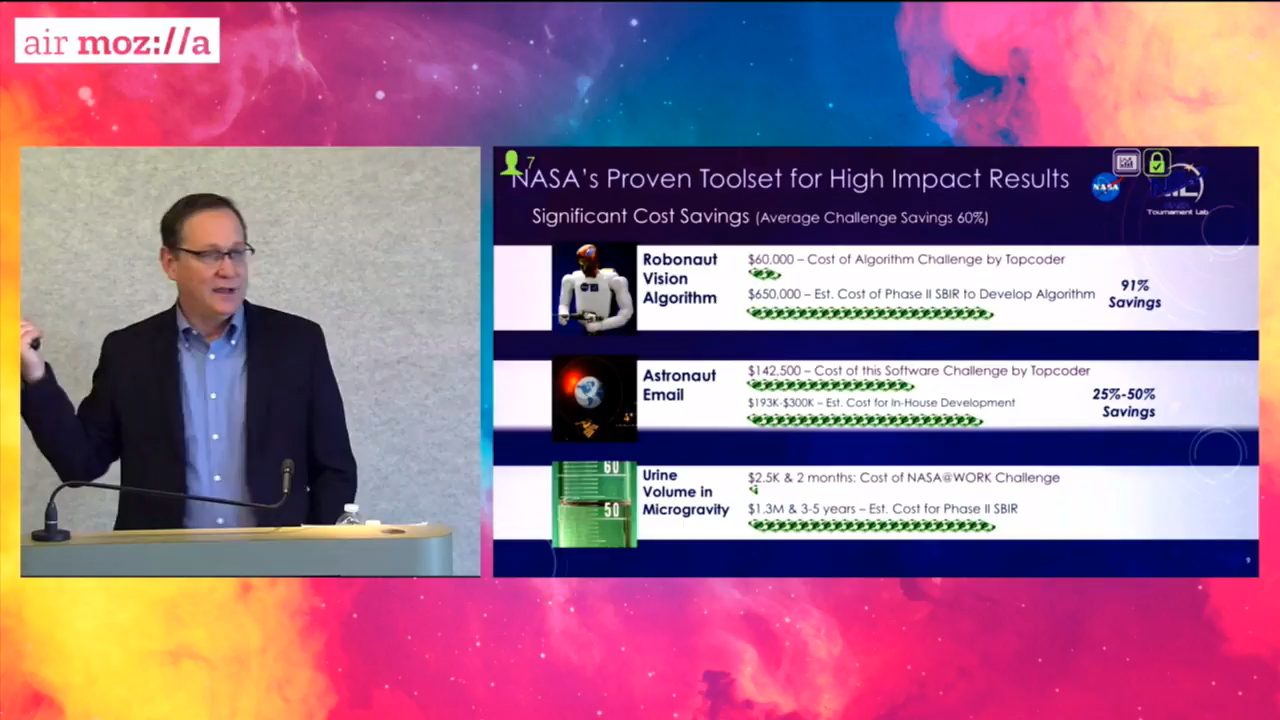 air moz://a
7
NASA's Proven Toolset for High Impact Results
Significant Cost Savings (Average Challenge Savings 60%)
NASA
Tournament Lab
Robonaut
Vision
Algorithm
$60,000 – Cost of Algorithm Challenge by Topcoder
$650,000 – Est. Cost of Phase II SBIR to Develop Algorithm
91%
Savings
Astronaut
Email
$142,500 – Cost of this Software Challenge by Topcoder
$193K-$300K – Est. Cost for In-House Development
25%-50%
Savings
60
50
Urine
Volume in
Microgravity
$2.5K & 2 months: Cost of NASA@WORK Challenge
$1.3M & 3-5 years – Est. Cost for Phase II SBIR
9